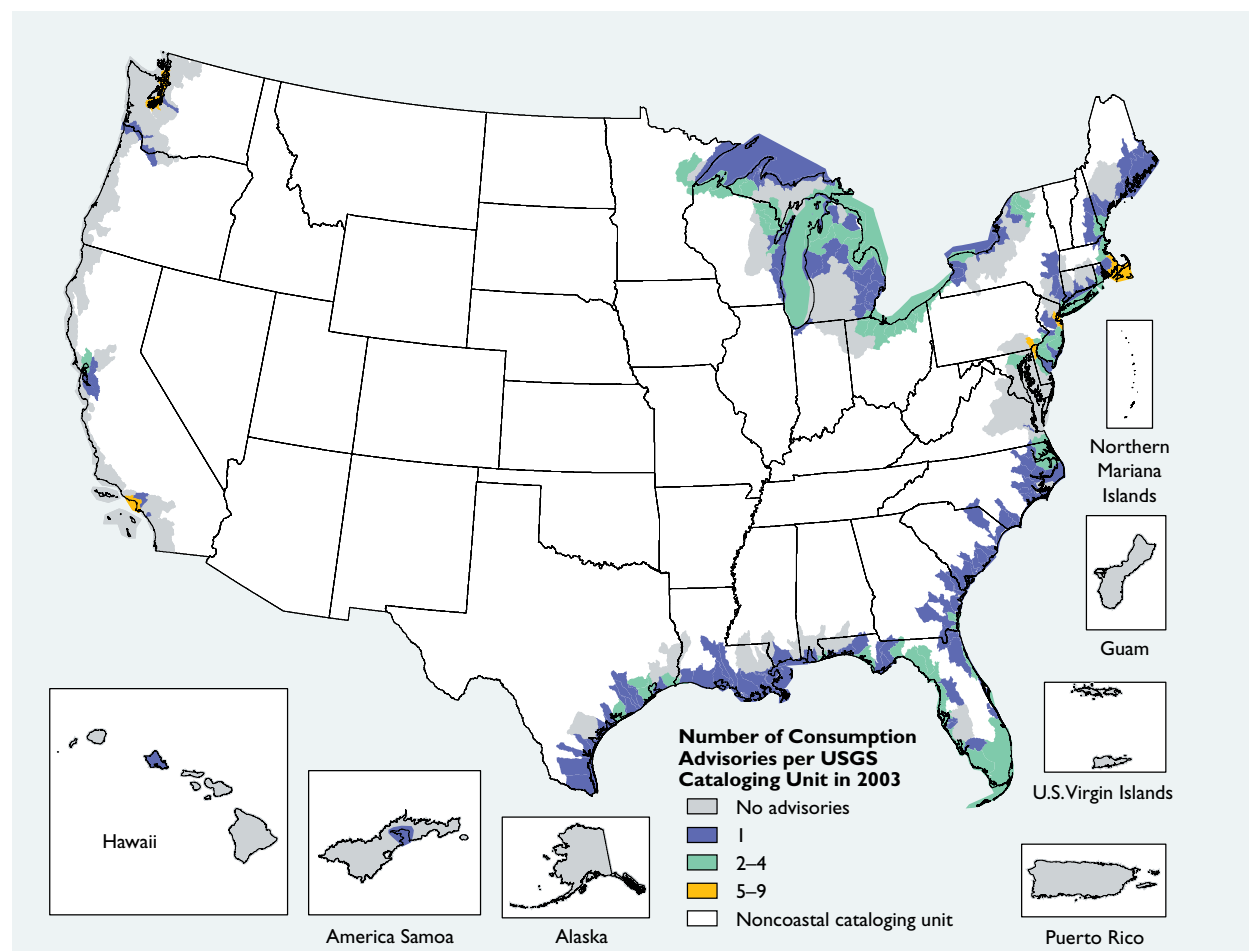 Northern
Mariana
Islands
Guam
U.S.Virgin Islands
Number of Consumption
Advisories per USGS
Cataloging Unit in 2003
No advisories
1
2–4
5–9
Noncoastal cataloging unit
Hawaii
America Samoa
Alaska
Puerto Rico